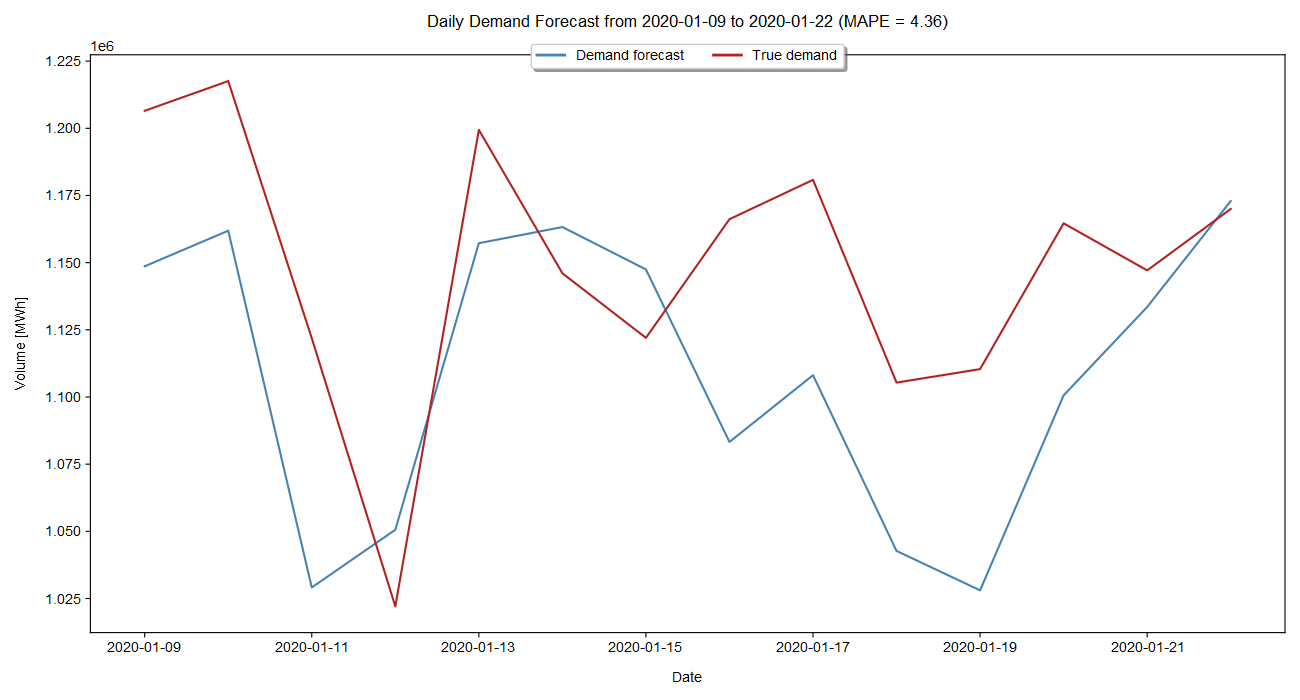 Daily Demand Forecast from 2020-01-09 to 2020-01-22 (MAPE = 4.36)
1e6
Demand forecast True demand
1.225
1.200
1.175
1.150
1.125
1.100
1.075
1.050
1.025
Volume [MWh]
2020-01-09 2020-01-11 2020-01-13 2020-01-15 2020-01-17 2020-01-19 2020-01-21
Date